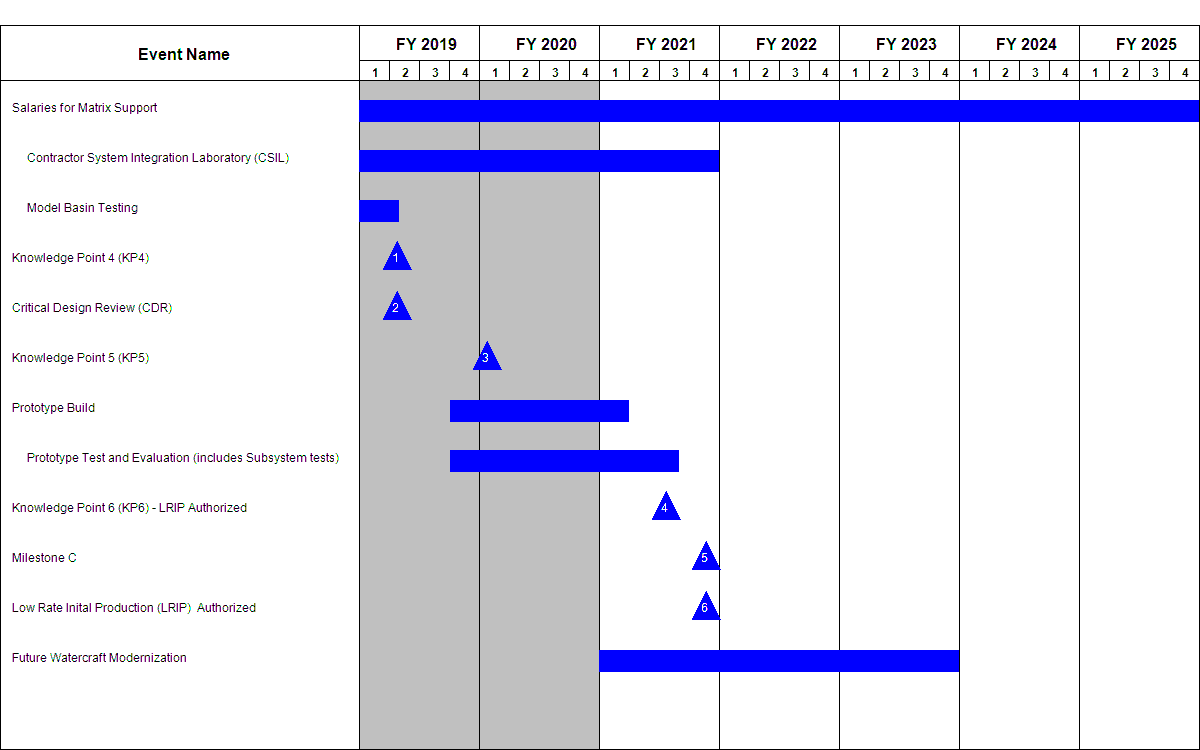 Event Name
FY 2019 FY 2020 FY 2021 FY 2022 FY 2023 FY 2024 FY 2025
1 2 3 4 1 2 3 4 1 2 3 4 1 2 3 4 1 2 3 4 1 2 3 4 1 2 3 4
Salaries for Matrix Support
Contractor System Integration Laboratory (CSIL)
Model Basin Testing
Knowledge Point 4 (KP4) 1
Critical Design Review (CDR) 2
Knowledge Point 5 (KP5) 3
Prototype Build
Prototype Test and Evaluation (includes Subsystem tests)
Knowledge Point 6 (KP6) - LRIP Authorized 4
Milestone C 5
Low Rate Inital Production (LRIP) Authorized 6
Future Watercraft Modernization